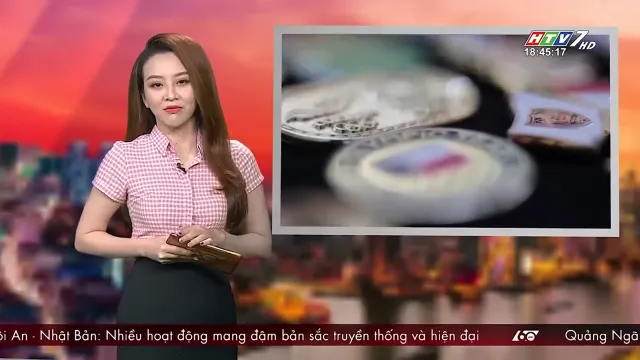 HTV7 HD
18:45:17
ội An - Nhật Bản: Nhiều hoạt động mang đậm bản sắc truyền thống và hiện đại
60
Quảng Ngã